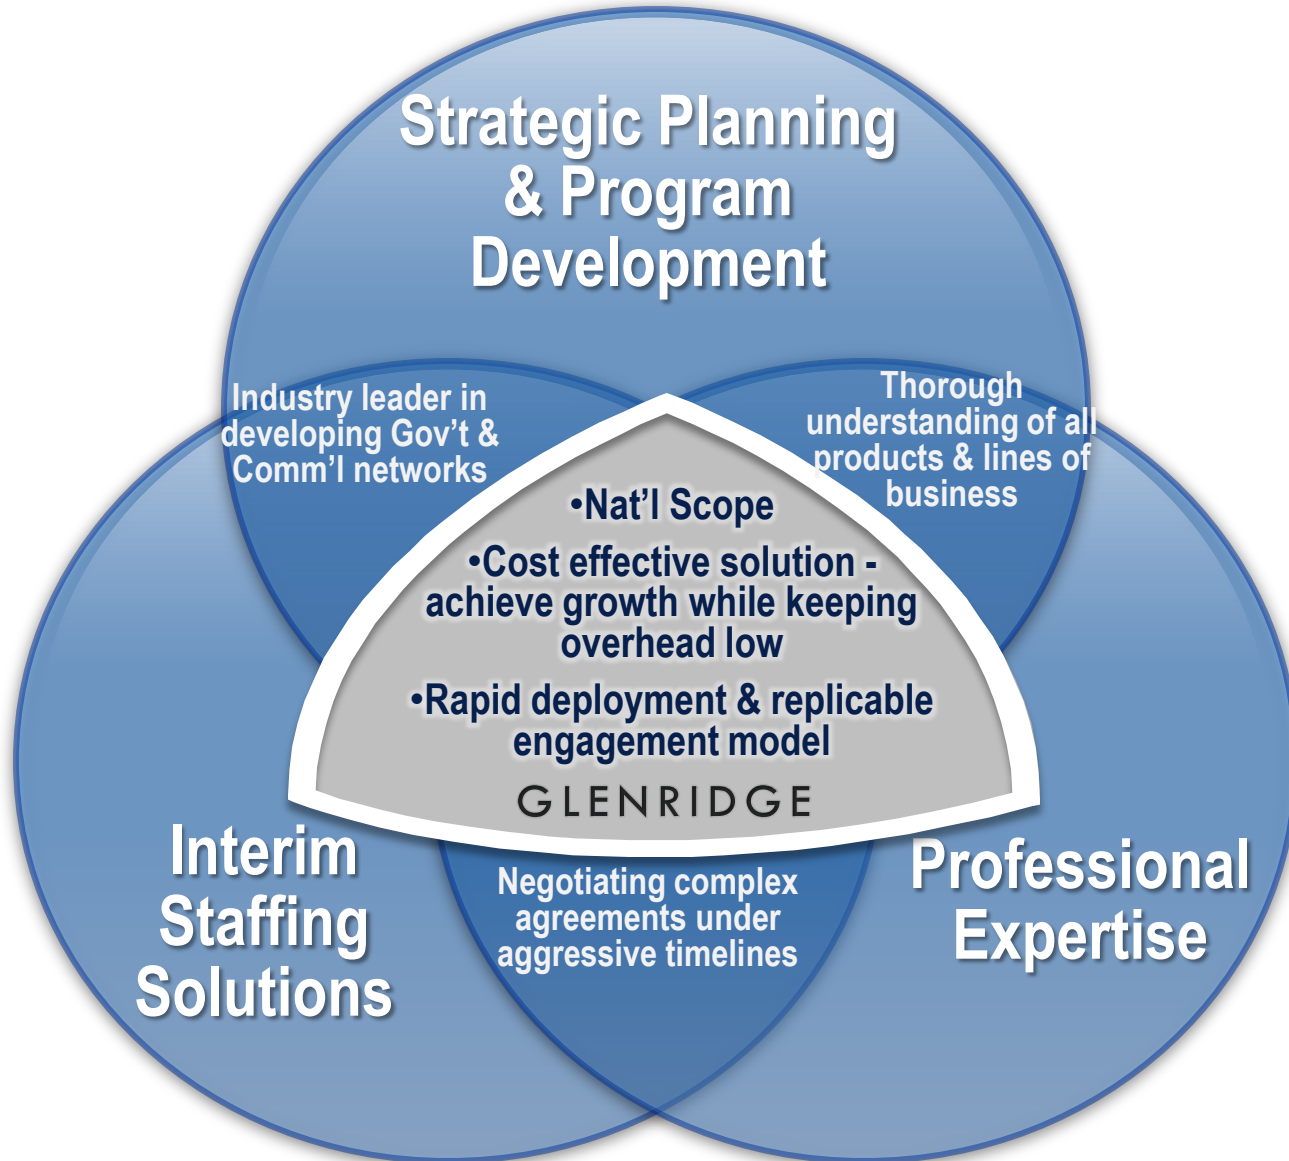 Strategic Planning
& Program
Development
Industry leader in
developing Gov’t &
Comm’l networks
Thorough
understanding of all
products & lines of
business
•Nat’l Scope
•Cost effective solution -
achieve growth while keeping
overhead low
•Rapid deployment & replicable
engagement model
GLENRIDGE
Interim
Staffing
Solutions
Negotiating complex
agreements under
aggressive timelines
Professional
Expertise